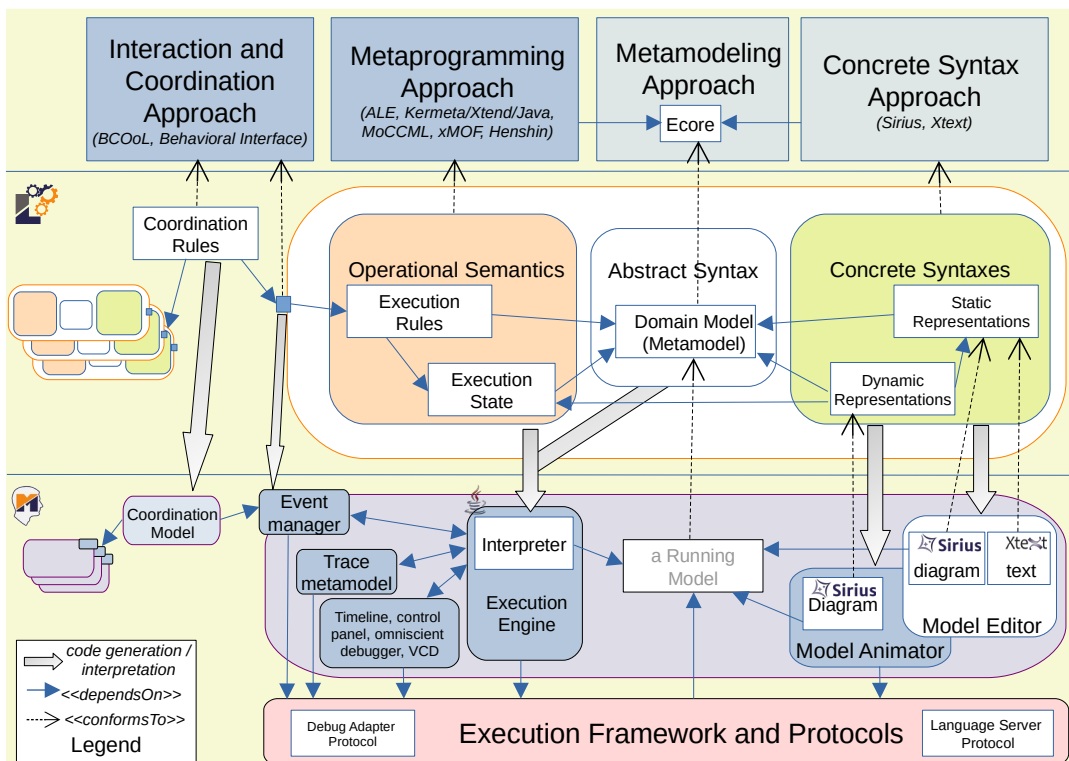 Interaction and
Coordination
Approach
(BCOoL, Behavioral Interface)
Metaprogramming
Approach
(ALE, Kermeta/Xtend/Java,
MoCCML, xMOF, Henshin)
Metamodeling
Approach
Ecore
Concrete Syntax
Approach
(Sirius, Xtext)
Coordination
Rules
Operational Semantics
Execution
Rules
Execution
State
Abstract Syntax
Domain Model
(Metamodel)
Concrete Syntaxes
Static
Representations
Dynamic
Representations
Coordination
Model
Event
manager
Trace
metamodel
Timeline, control
panel, omniscient
debugger, VCD
Interpreter
Execution
Engine
a Running
Model
Sirius
Diagram
Model Animator
Sirius
diagram
Xtext
text
Model Editor
code generation /
interpretation
<<dependsOn>>
<<conformsTo>>
Legend
Debug Adapter
Protocol
Execution Framework and Protocols
Language Server
Protocol